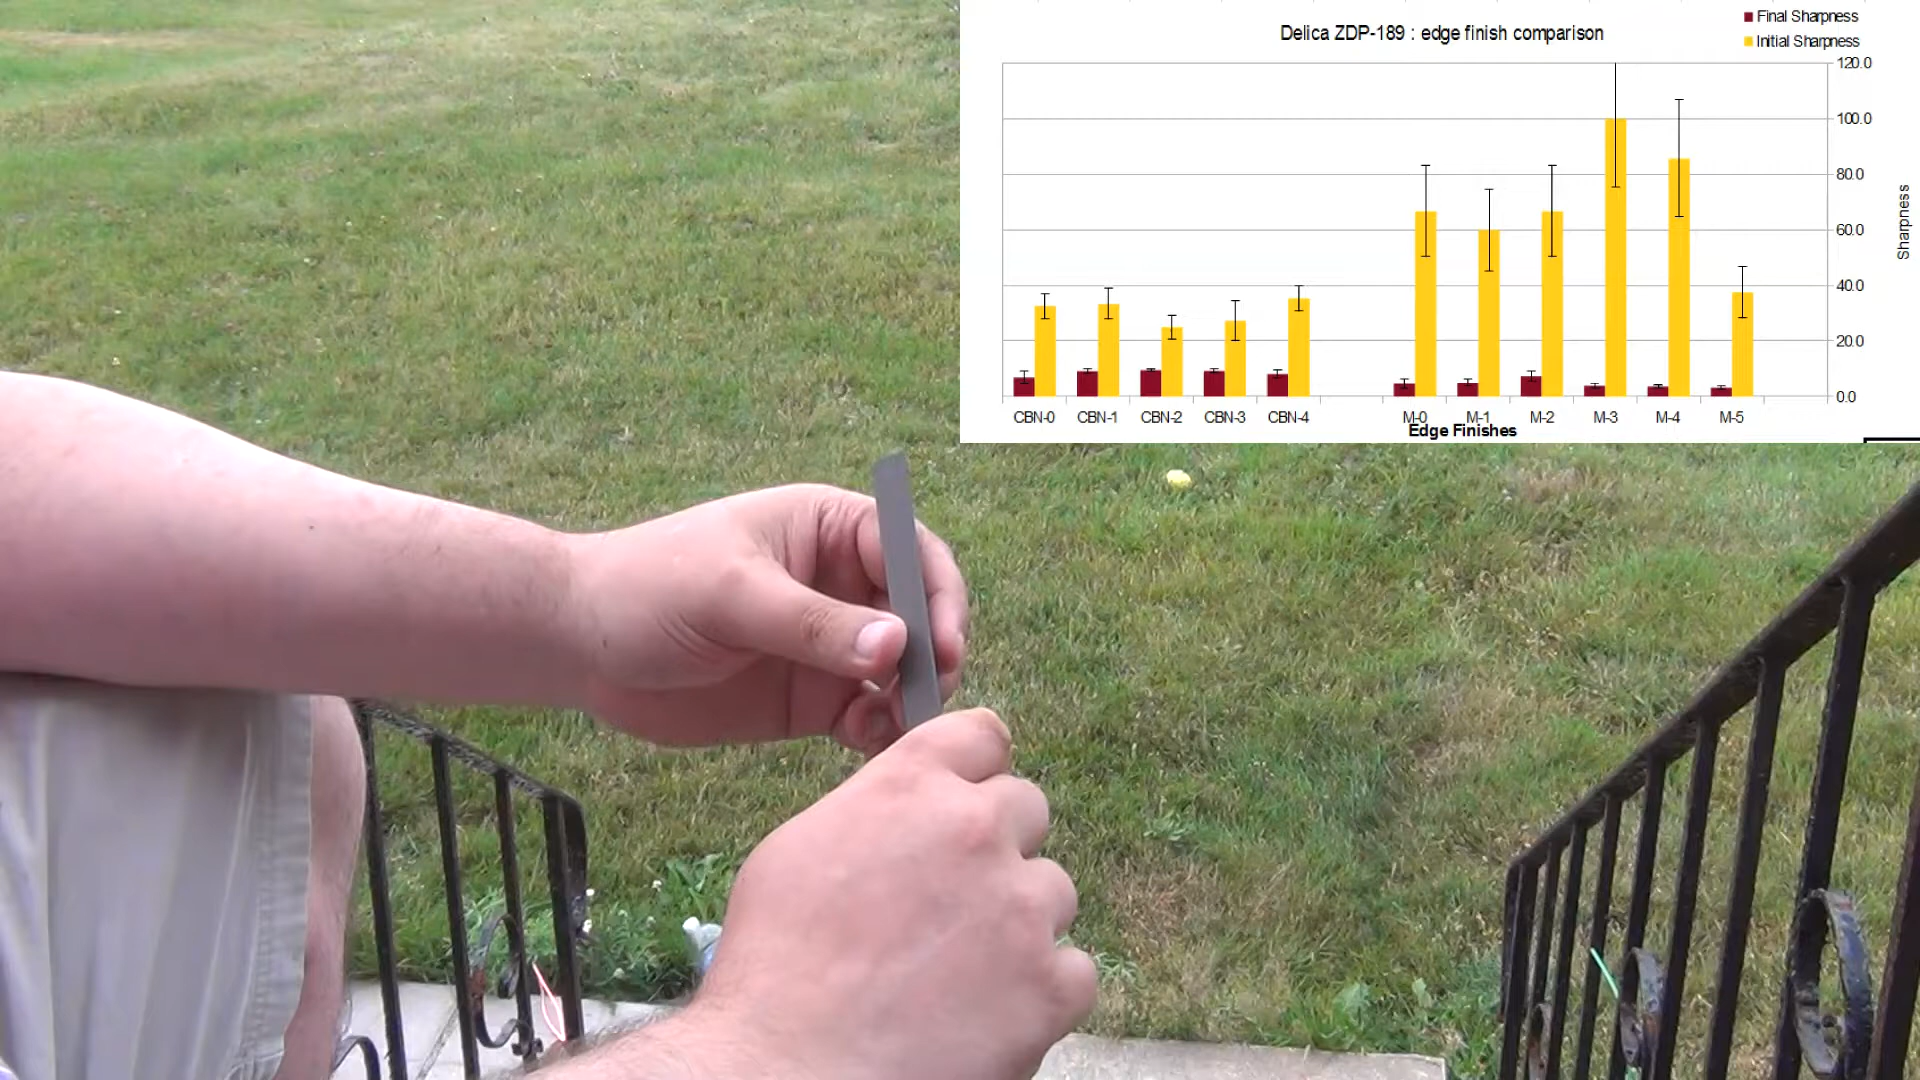 Delica ZDP-189 : edge finish comparison
Final Sharpness
Initial Sharpness
120.0
100.0
80.0
60.0
40.0
20.0
0.0
Sharpness
CBN-0 CBN-1 CBN-2 CBN-3 CBN-4 M-0 M-1 M-2 M-3 M-4 M-5
Edge Finishes